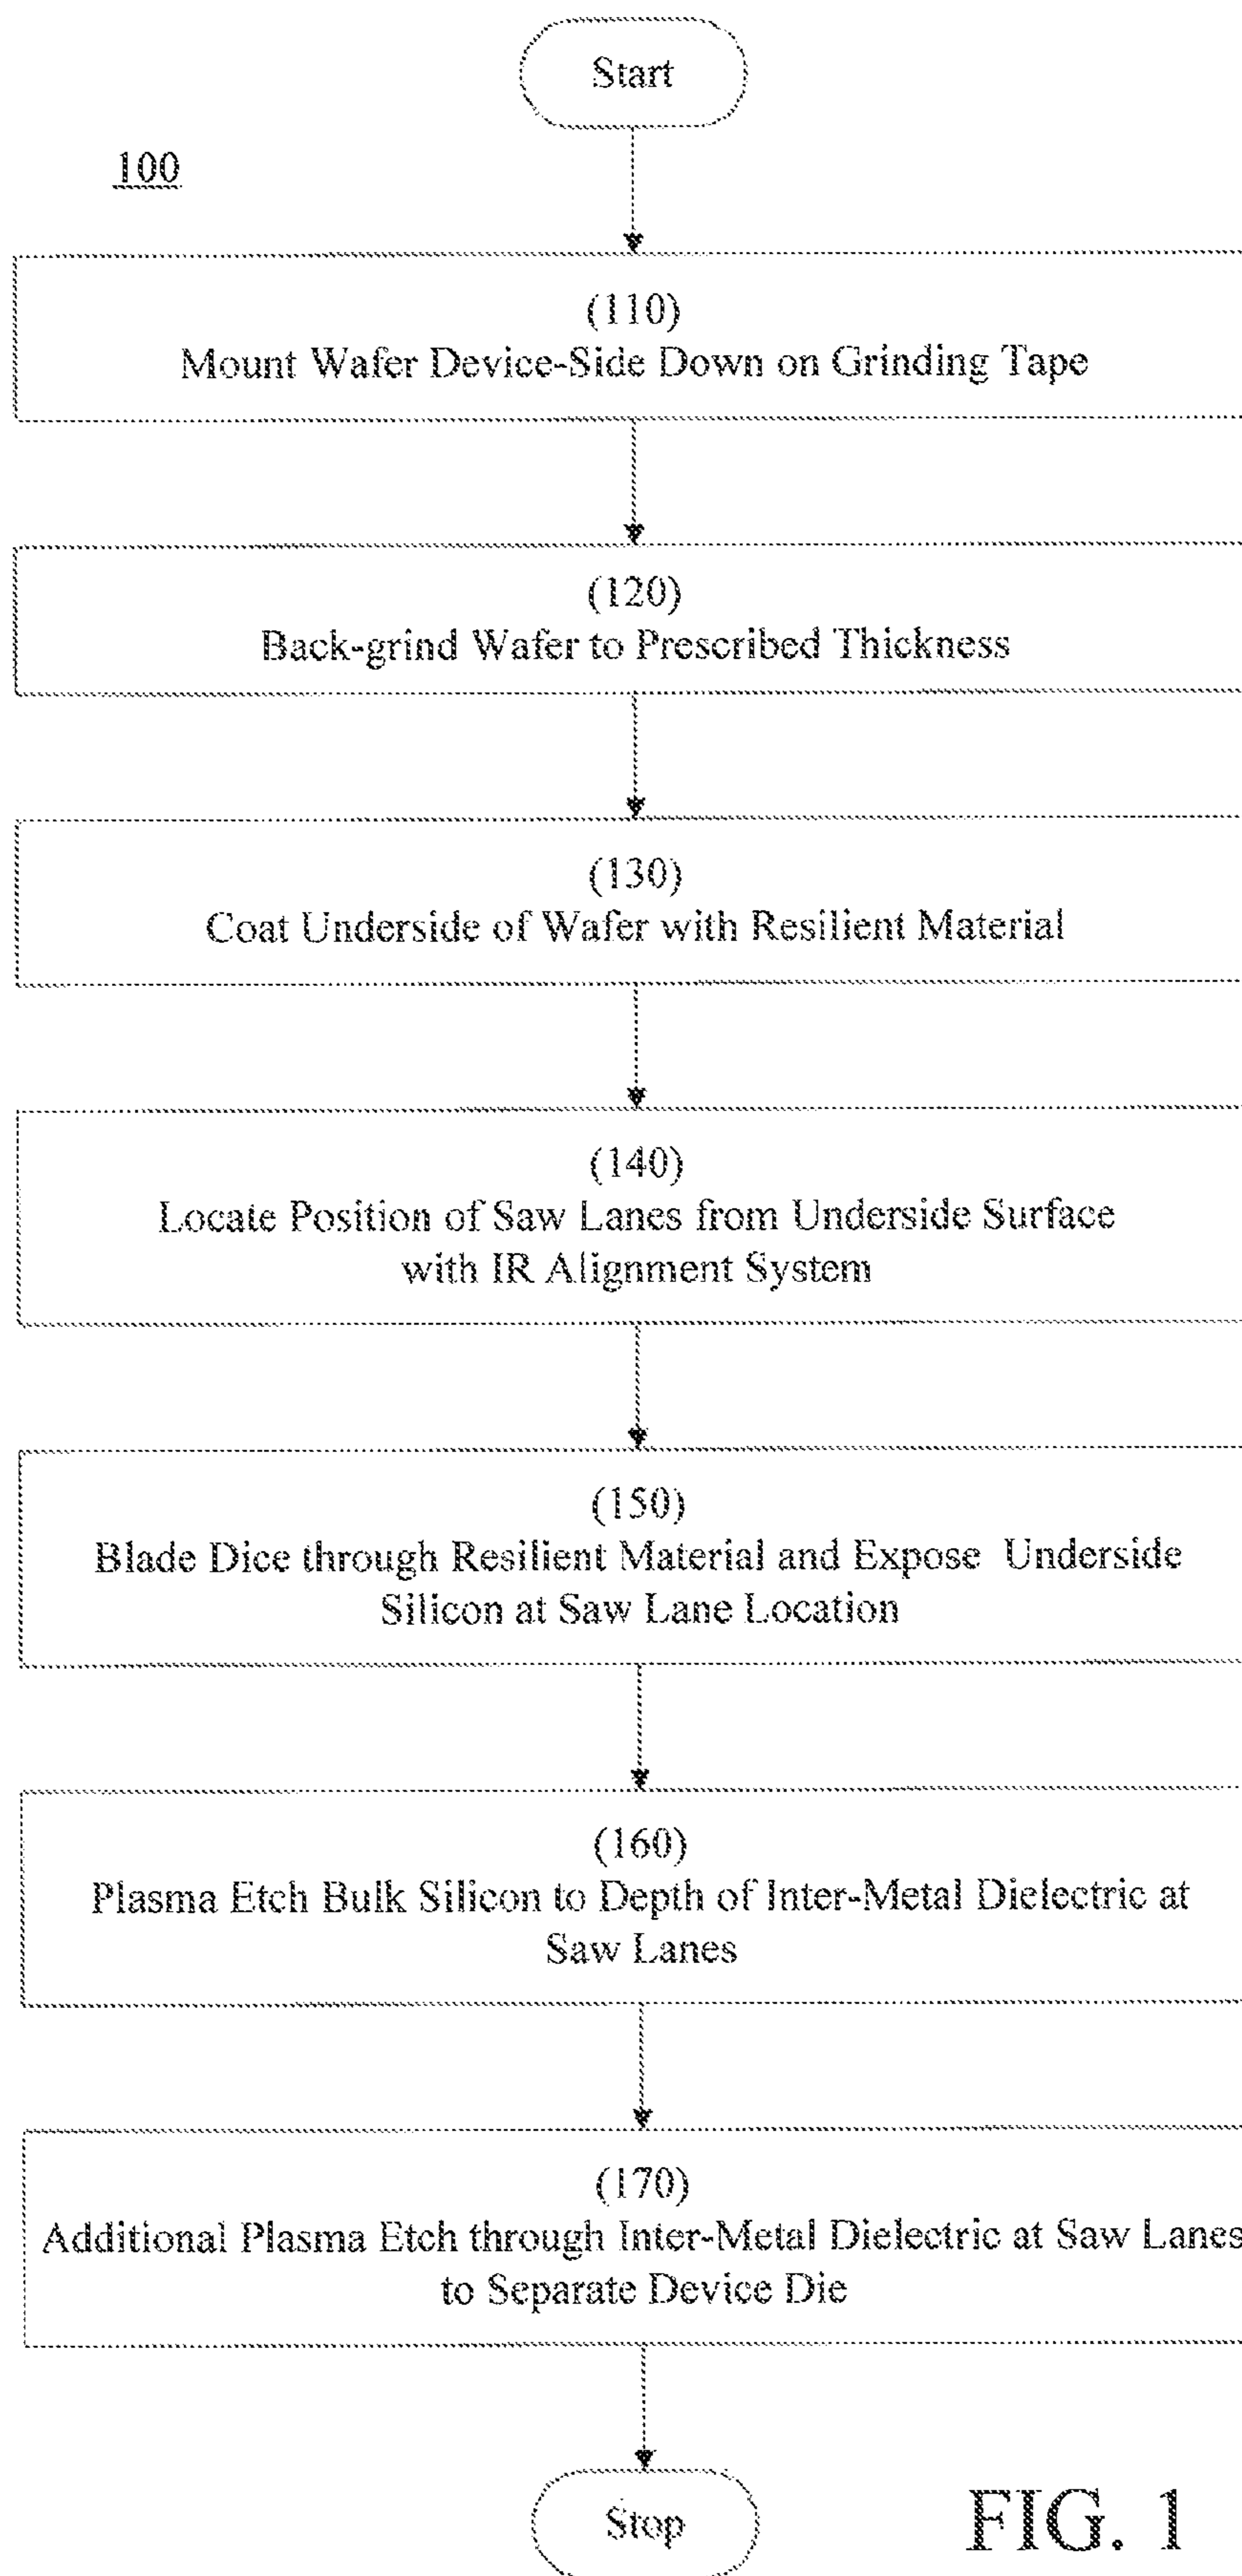 Start
100
(110)
Mount Wafer Device-Side Down on Grinding Tape
(120)
Back-grind Wafer to Prescribed Thickness
(130)
Coat Underside of Wafer with Resilient Material
(140)
Locate Position of Saw Lanes from Underside Surface
with IR Alignment System
(150)
Blade Dice through Resilient Material and Expose Underside
Silicon at Saw Lane Location
(160)
Plasma Etch Bulk Silicon to Depth of Inter-Metal Dielectric at
Saw Lanes
(170)
Additional Plasma Etch through Inter-Metal Dielectric at Saw Lanes
to Separate Device Die
Stop
FIG. 1